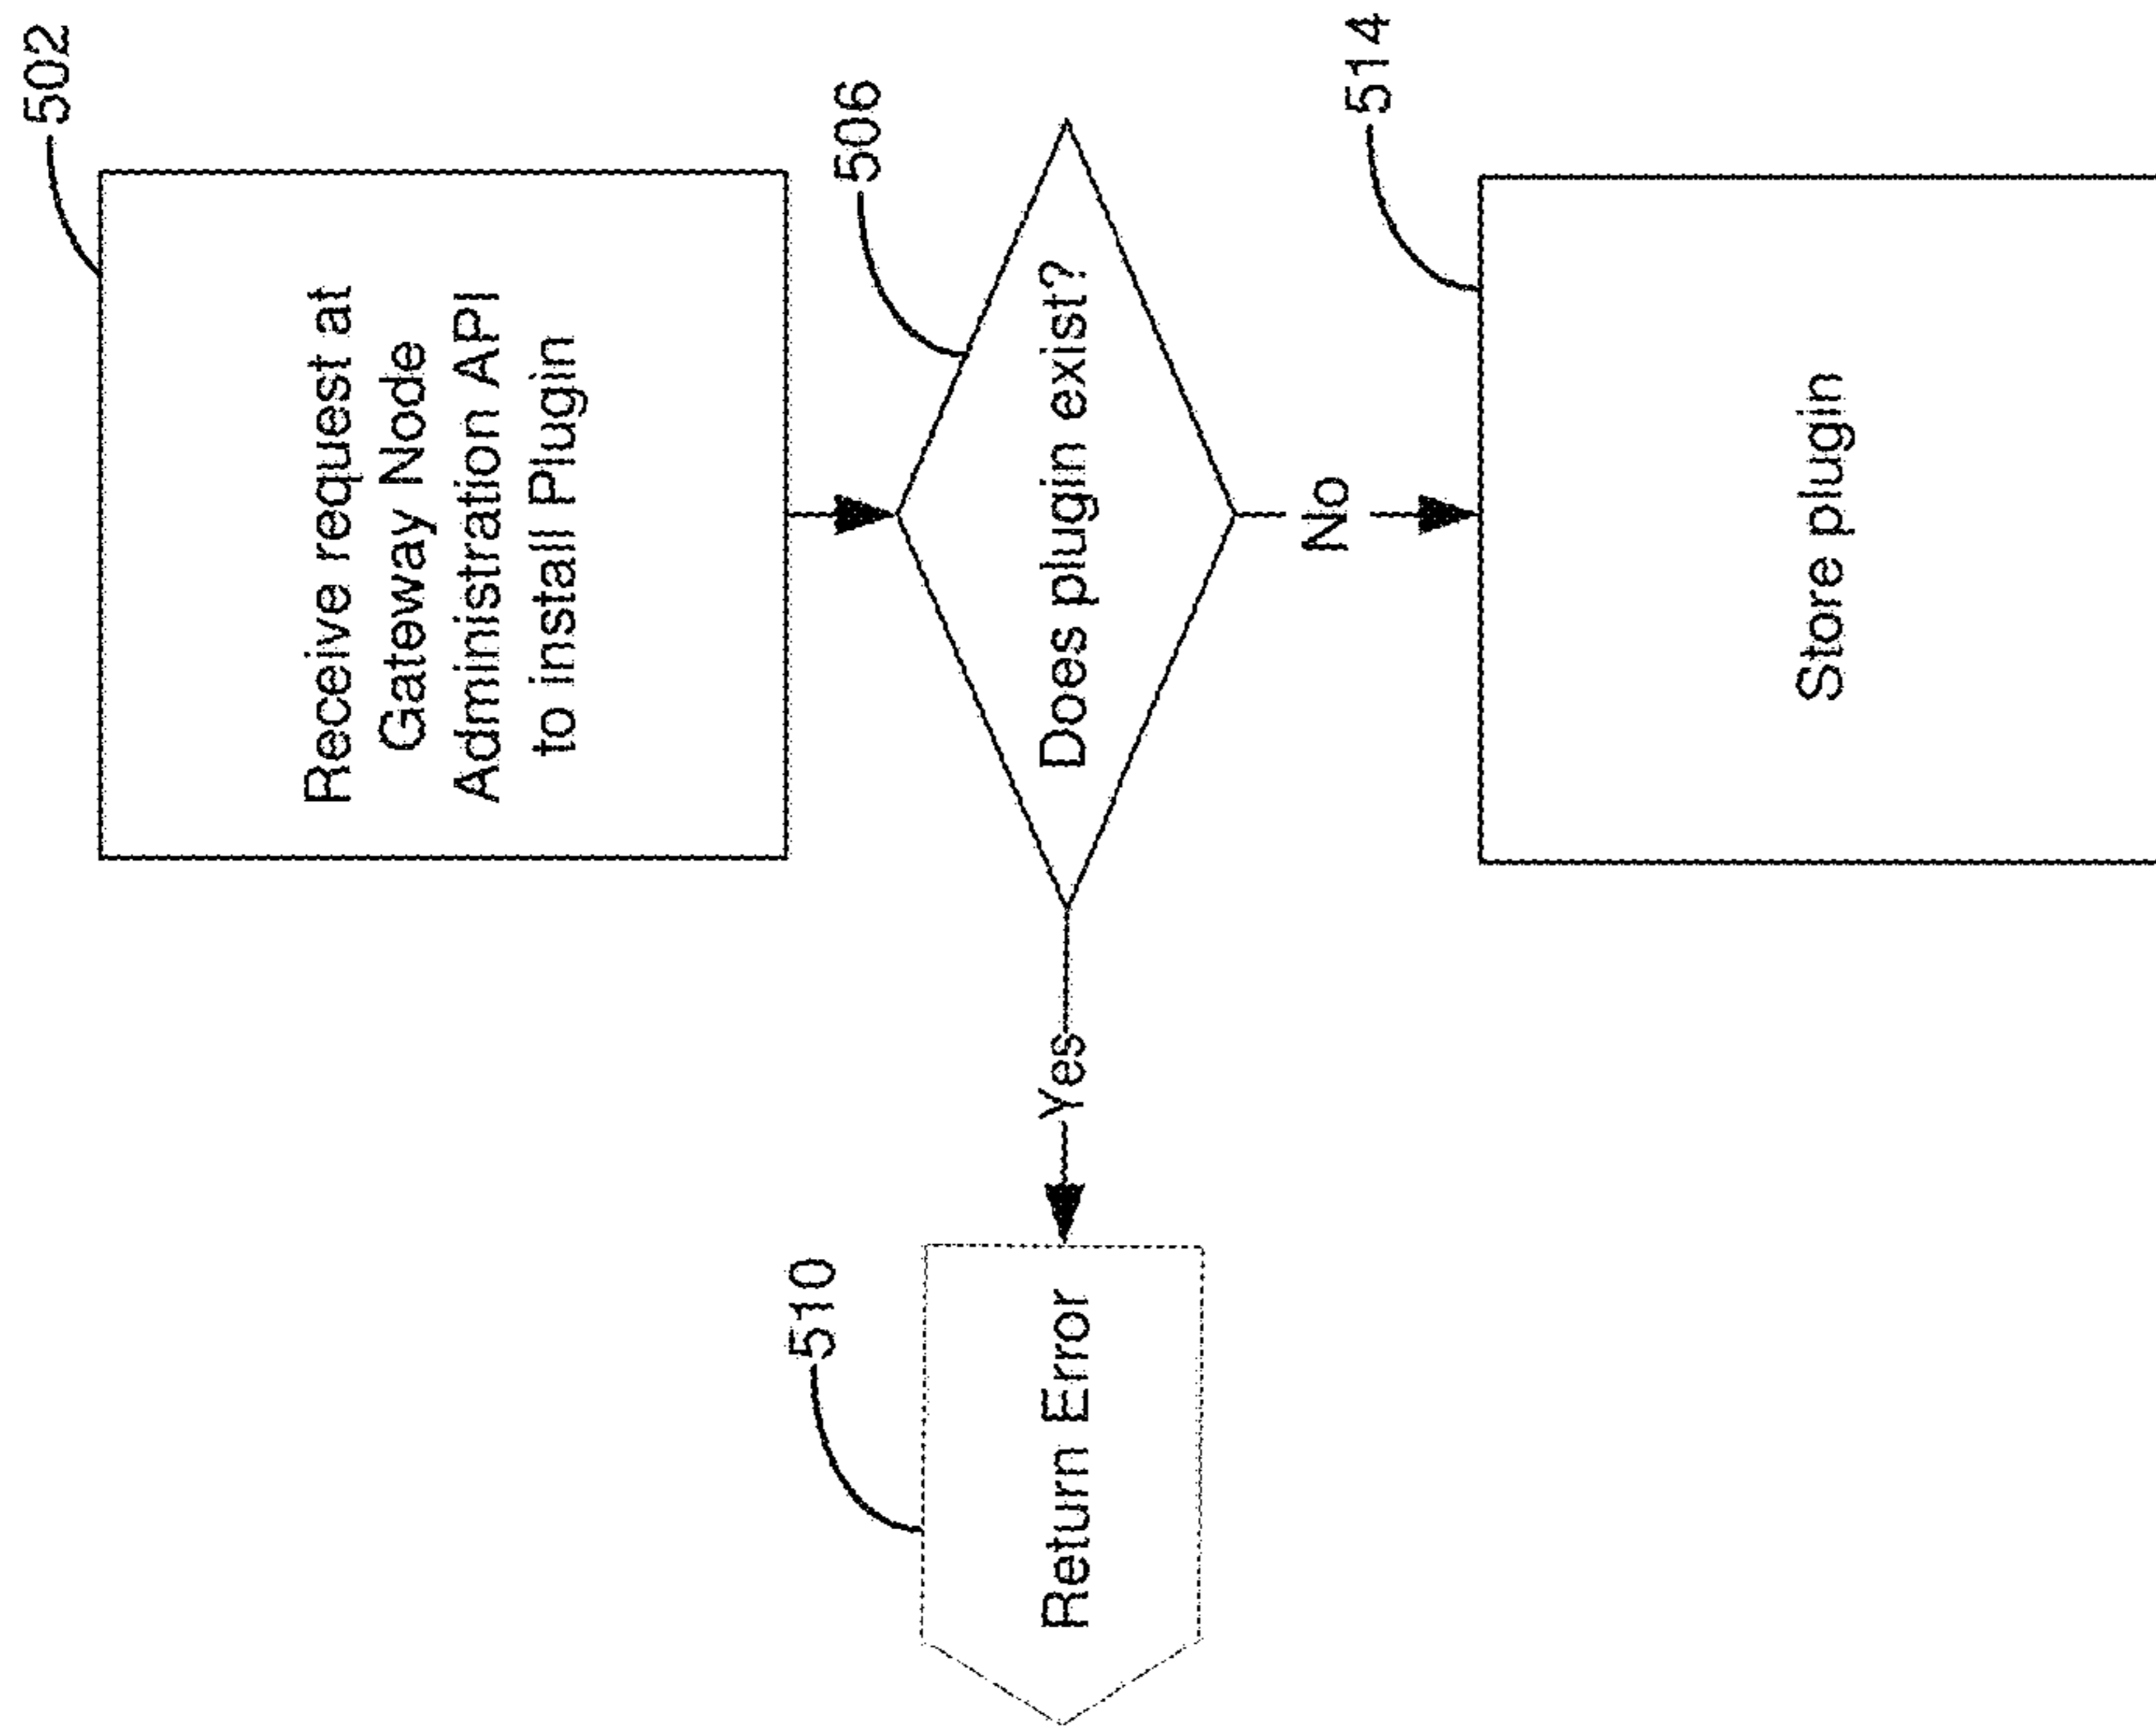 502
Receive request at
Gateway Node
Administration API
to install Plugin
506
Does plugin exist?
Yes
510
Return Error
No
514
Store plugin